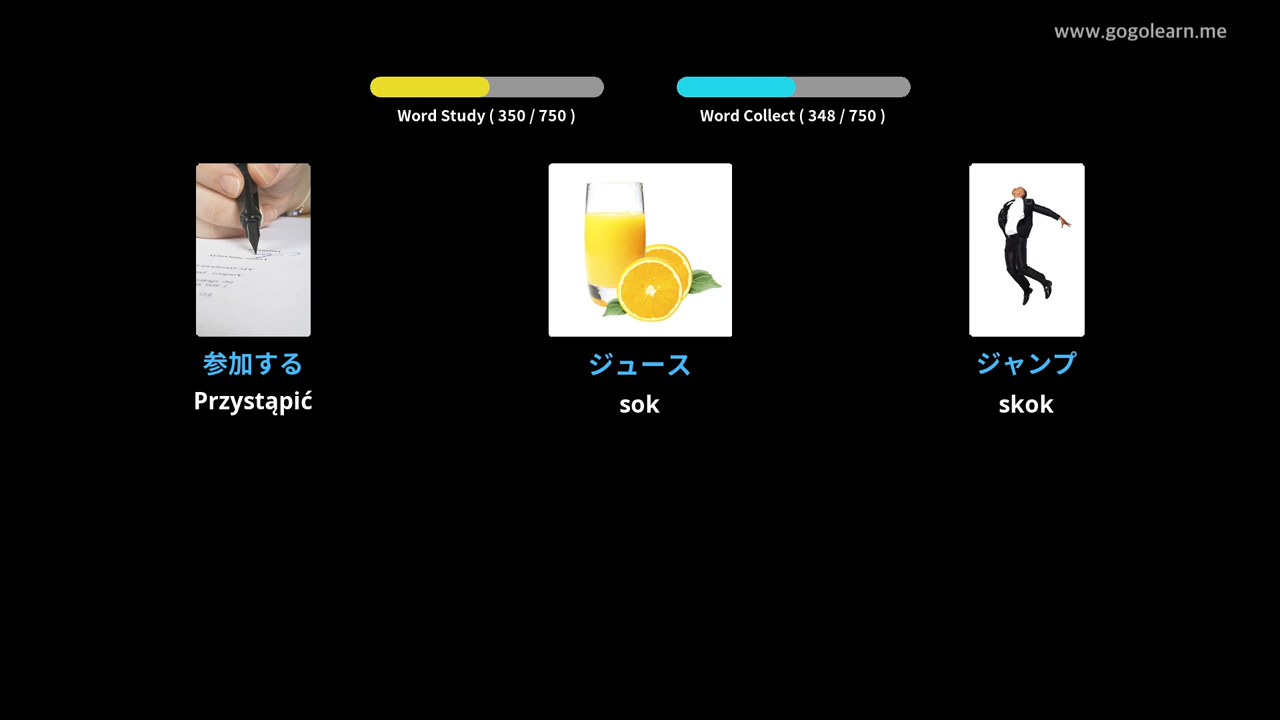 www.gogolearn.me
Word Study ( 350 / 750 )
Word Collect ( 348 / 750 )
参加する
Przystąpić
ジュース
sok
ジャンプ
skok